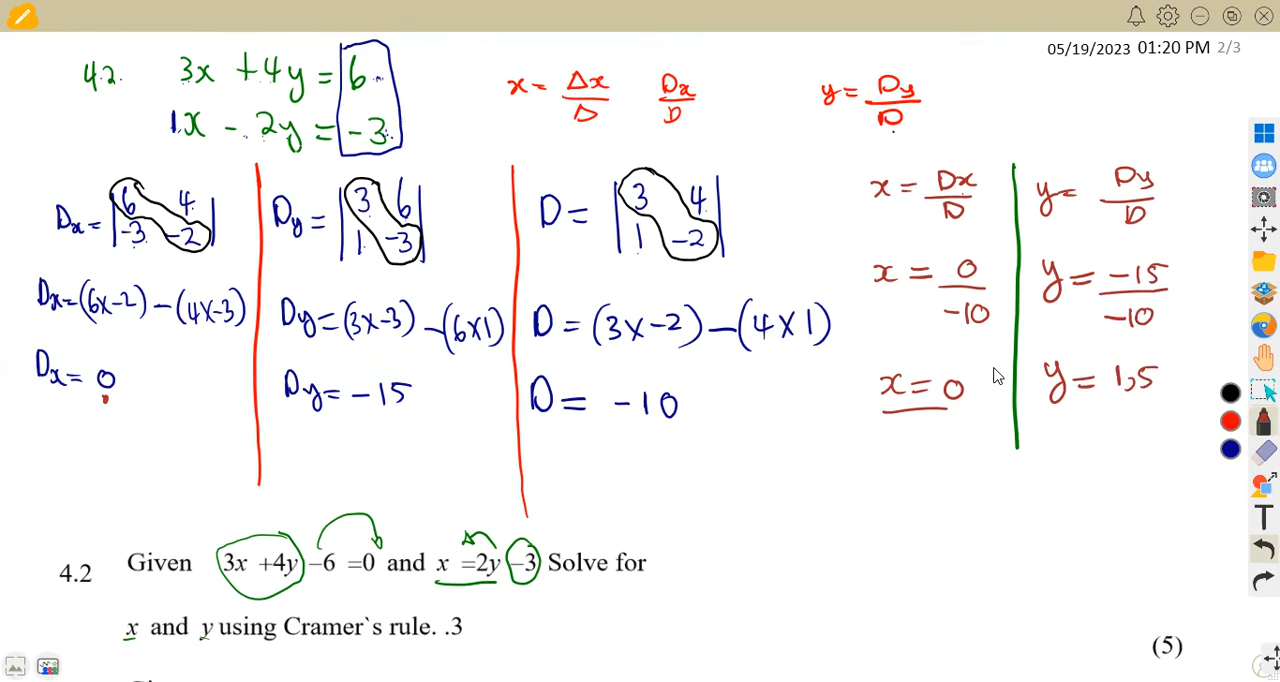 05/19/2023 01:20 PM 2/3
4.2. 3x + 4y = 6
1x - 2y = -3
x = Δx/Δ Dx/D
y = Dy/D
Dx = |6 4|
|-3 -2|
Dx = (6x-2) - (4x-3)
Dx = 0
Dy = |3 6|
|1 -3|
Dy = (3x-3) - (6x1)
Dy = -15
D = |3 4|
|1 -2|
D = (3x-2) - (4x1)
D = -10
x = Dx/D
x = 0/-10
x = 0
y = Dy/D
y = -15/-10
y = 1,5
4.2 Given 3x +4y -6 =0 and x =2y -3 Solve for
x and y using Cramer`s rule. .3
(5)
T